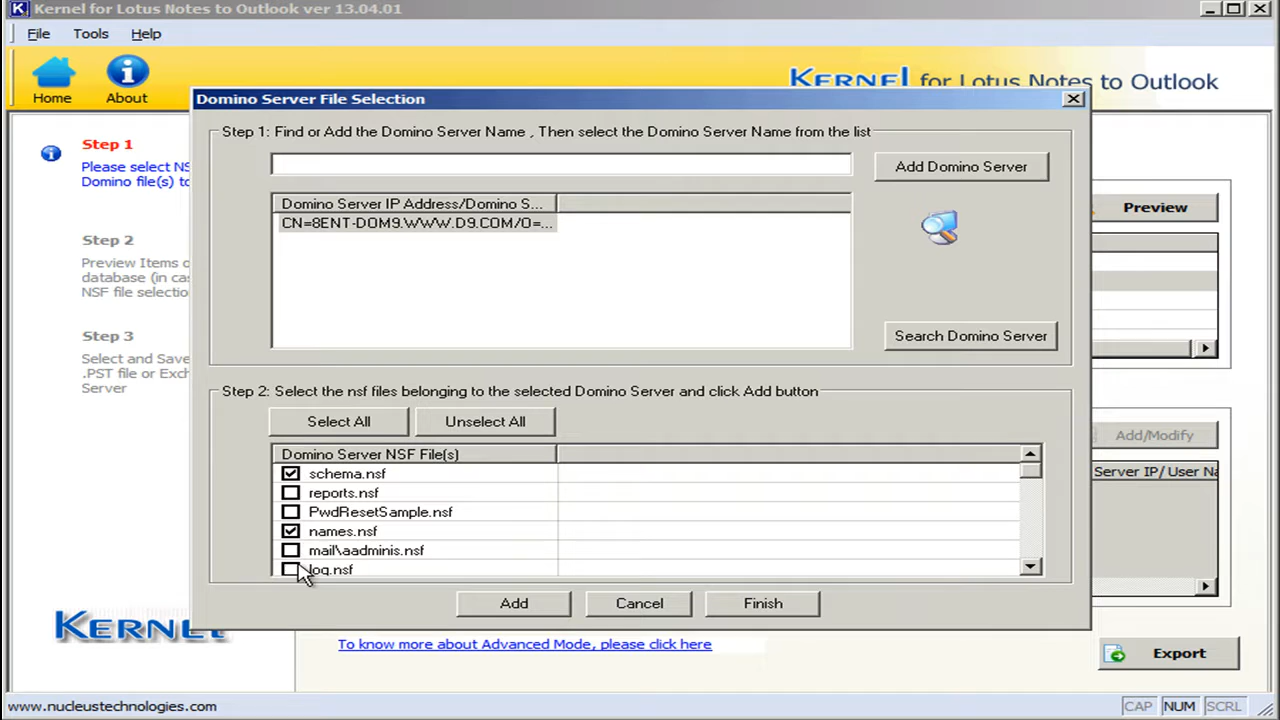 Kernel for Lotus Notes to Outlook ver 13.04.01
File Tools Help
Home
About
KERNEL for Lotus Notes to Outlook
Domino Server File Selection
Step 1
Please select NS
Domino file(s) to
Step 2
Preview Items o
database (in cas
NSF file selectio
Step 3
Select and Save
.PST file or Exch
Server
Step 1: Find or Add the Domino Server Name , Then select the Domino Server Name from the list
Add Domino Server
Domino Server IP Address/Domino S...
CN=8ENT-DOM9.WWW.D9.COM/O=...
Search Domino Server
Preview
Step 2: Select the nsf files belonging to the selected Domino Server and click Add button
Select All
Unselect All
Domino Server NSF File(s)
schema.nsf
reports.nsf
PwdResetSample.nsf
names.nsf
mail\aadminis.nsf
log.nsf
Add/Modify
Server IP/ User Na
Add
Cancel
Finish
KERNEL
To know more about Advanced Mode, please click here
Export
www.nucleustechnologies.com
CAP NUM SCRL